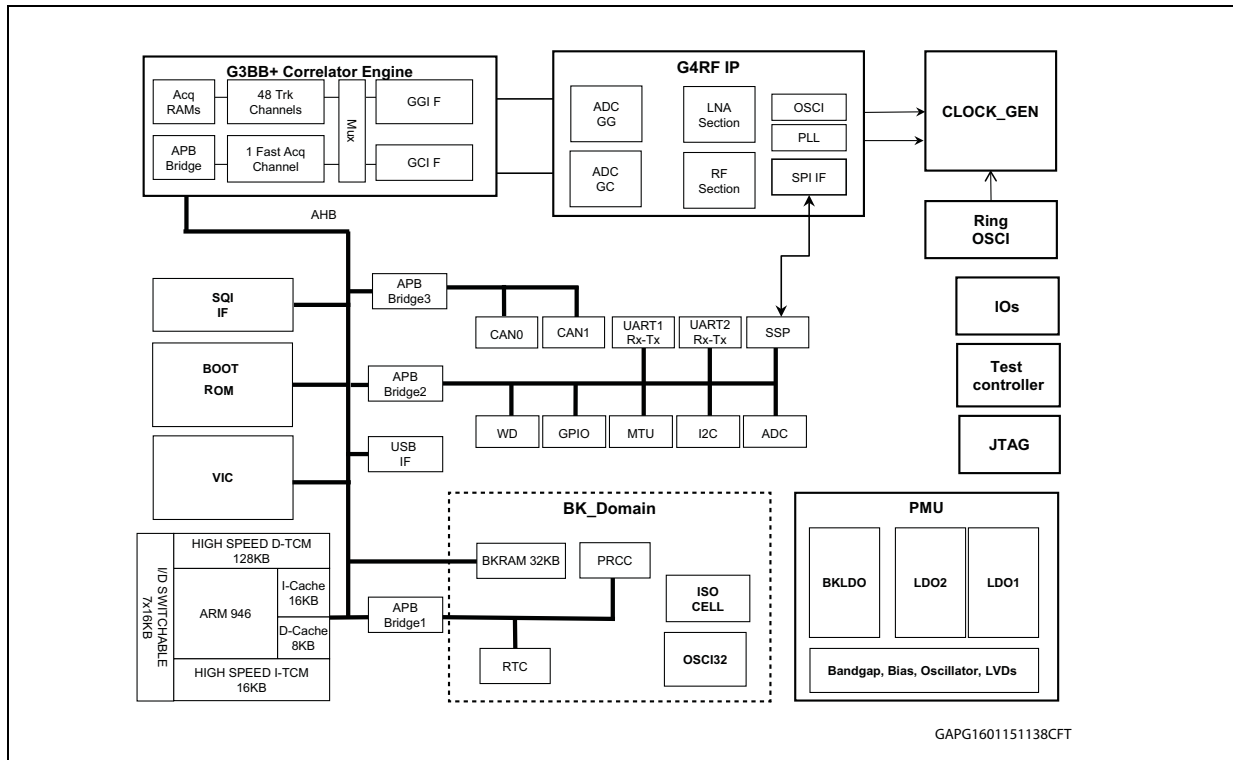 G3BB+ Correlator Engine
Acq
RAMs
48 Trk
Channels
Mux
GGI F
APB
Bridge
1 Fast Acq
Channel
GCI F
G4RF IP
ADC
GG
LNA
Section
OSCI
PLL
ADC
GC
RF
Section
SPI IF
CLOCK_GEN
Ring
OSCI
AHB
SQI
IF
APB
Bridge3
CAN0
CAN1
UART1
Rx-Tx
UART2
Rx-Tx
SSP
IOs
BOOT
ROM
APB
Bridge2
Test
controller
WD
GPIO
MTU
I2C
ADC
JTAG
VIC
USB
IF
BK_Domain
BKRAM 32KB
PRCC
ISO
CELL
RTC
OSCI32
PMU
BKLDO
LDO2
LDO1
Bandgap, Bias, Oscillator, LVDs
I/D SWITCHABLE
7x16KB
HIGH SPEED D-TCM
128KB
ARM 946
I-Cache
16KB
D-Cache
8KB
HIGH SPEED I-TCM
16KB
APB
Bridge1
GAPG1601151138CFT